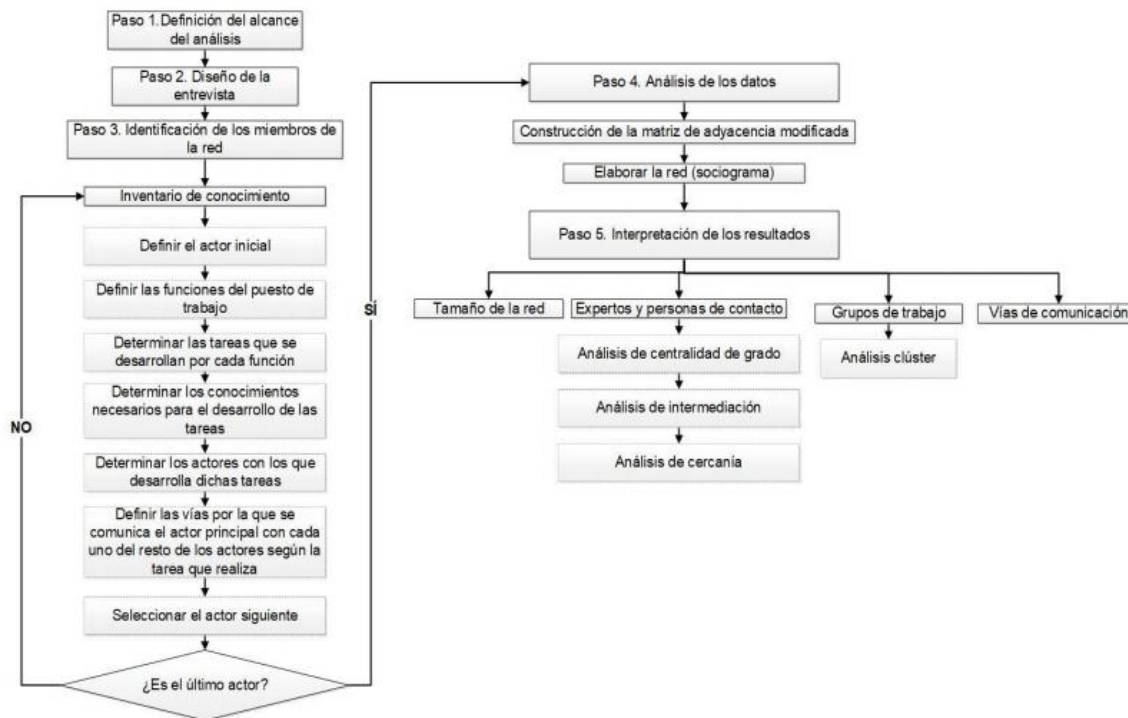 Paso 1.Definición del alcance
del análisis
Paso 2. Diseño de la
entrevista
Paso 3. Identificación de los miembros de
la red
Inventario de conocimiento
Definir el actor inicial
Definir las funciones del puesto de
trabajo
Determinar las tareas que se
desarrollan por cada función
Determinar los conocimientos
necesarios para el desarrollo de las
tareas
Determinar los actores con los que
desarrolla dichas tareas
Definir las vías por la que se
comunica el actor principal con cada
uno del resto de los actores según la
tarea que realiza
Seleccionar el actor siguiente
¿Es el último actor?
NO
SÍ
Paso 4. Análisis de los datos
Construcción de la matriz de adyacencia modificada
Elaborar la red (sociograma)
Paso 5. Interpretación de los resultados
Tamaño de la red
Expertos y personas de contacto
Análisis de centralidad de grado
Análisis de intermediación
Análisis de cercanía
Grupos de trabajo
Análisis clúster
Vías de comunicación